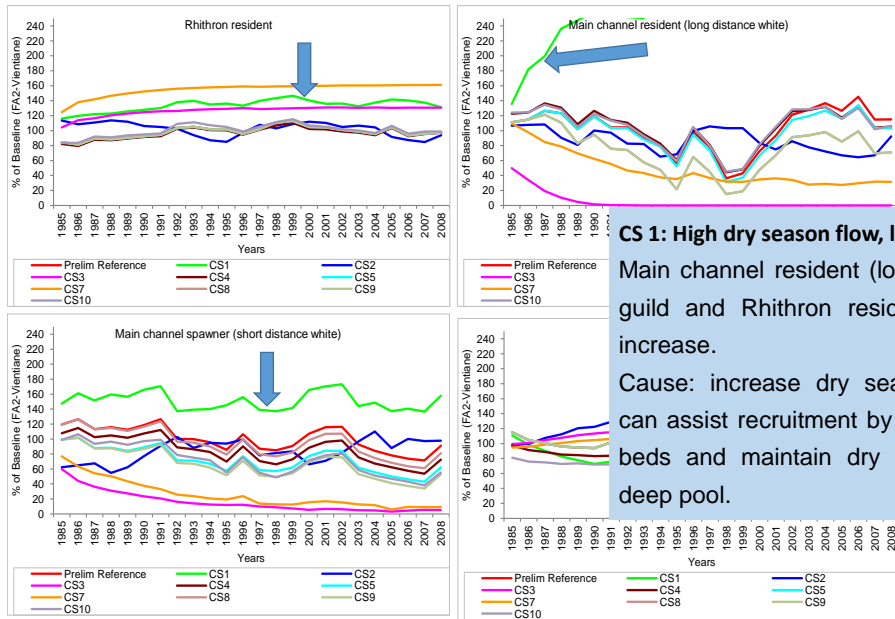 Rhithron resident
% of Baseline (FA2-Vientiane)
240
220
200
180
160
140
120
100
80
60
40
20
0
1985 1986 1987 1988 1989 1990 1991 1992 1993 1994 1995 1996 1997 1998 1999 2000 2001 2002 2003 2004 2005 2006 2007 2008
Years
Prelim Reference CS1 CS2
CS3 CS4 CS5
CS7 CS8 CS9
CS10
Main channel resident (long distance white)
% of Baseline (FA2-Vientiane)
240
220
200
180
160
140
120
100
80
60
40
20
0
1985 1986 1987 1988 1989 1990 1991 1992 1993 1994 1995 1996 1997 1998 1999 2000 2001 2002 2003 2004 2005 2006 2007 2008
Prelim Reference
CS3
CS7
CS10
CS 1: High dry season flow,
Main channel resident
guild and Rhithron
increase.
Cause: increase dry
can assist recruitment by
beds and maintain dry
deep pool.
Main channel spawner (short distance white)
% of Baseline (FA2-Vientiane)
240
220
200
180
160
140
120
100
80
60
40
20
0
1985 1986 1987 1988 1989 1990 1991 1992 1993 1994 1995 1996 1997 1998 1999 2000 2001 2002 2003 2004 2005 2006 2007 2008
Year
Prelim Reference CS1 CS2
CS3 CS4 CS5
CS7 CS8 CS9
CS10
% of Baseline (FA2-Vientiane)
240
220
200
180
160
140
120
100
80
60
40
20
0
1985 1986 1987 1988 1989 1990 1991 1992 1993 1994 1995 1996 1997 1998 1999 2000 2001 2002 2003 2004 2005 2006 2007 2008
Year
Prelim Reference CS1 CS2
CS3 CS4 CS5
CS7 CS8 CS9
CS10